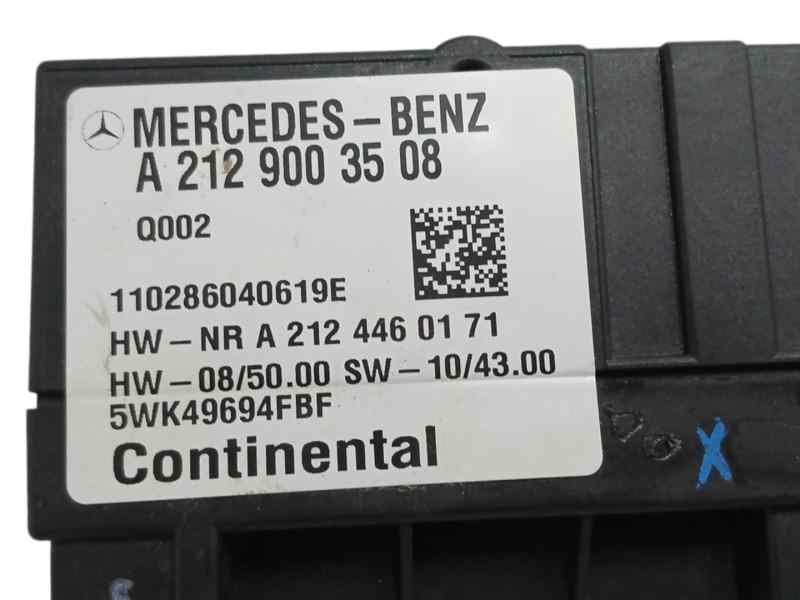 MERCEDES-BENZ
A 212 900 35 08
Q002
110286040619E
HW-NR A 212 446 01 71
HW-08/50.00 SW-10/43.00
5WK49694FBF
Continental
X